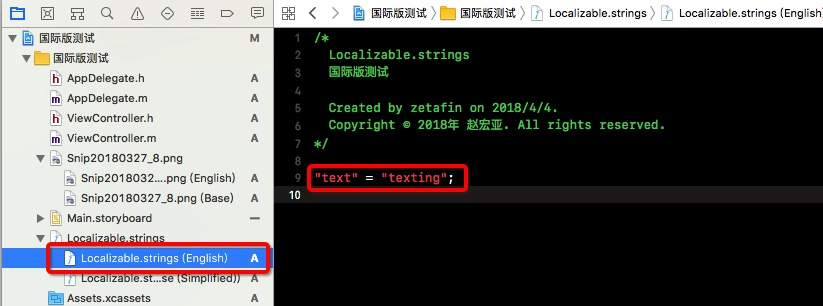 国际版测试 M
国际版测试
AppDelegate.h A
AppDelegate.m A
ViewController.h A
ViewController.m A
Snip20180327_8.png
Snip2018032....png (English) A
Snip20180327_8.png (Base) A
Main.storyboard
Localizable.strings
Localizable.strings (English) A
Localizable.st...se (Simplified)) A
Assets.xcassets A
国际版测试 国际版测试 Localizable.strings Localizable.strings (English)
1 /*
2 Localizable.strings
3 国际版测试
4
5 Created by zetafin on 2018/4/4.
6 Copyright © 2018年 赵宏亚. All rights reserved.
7 */
8
9 "text" = "texting";
10